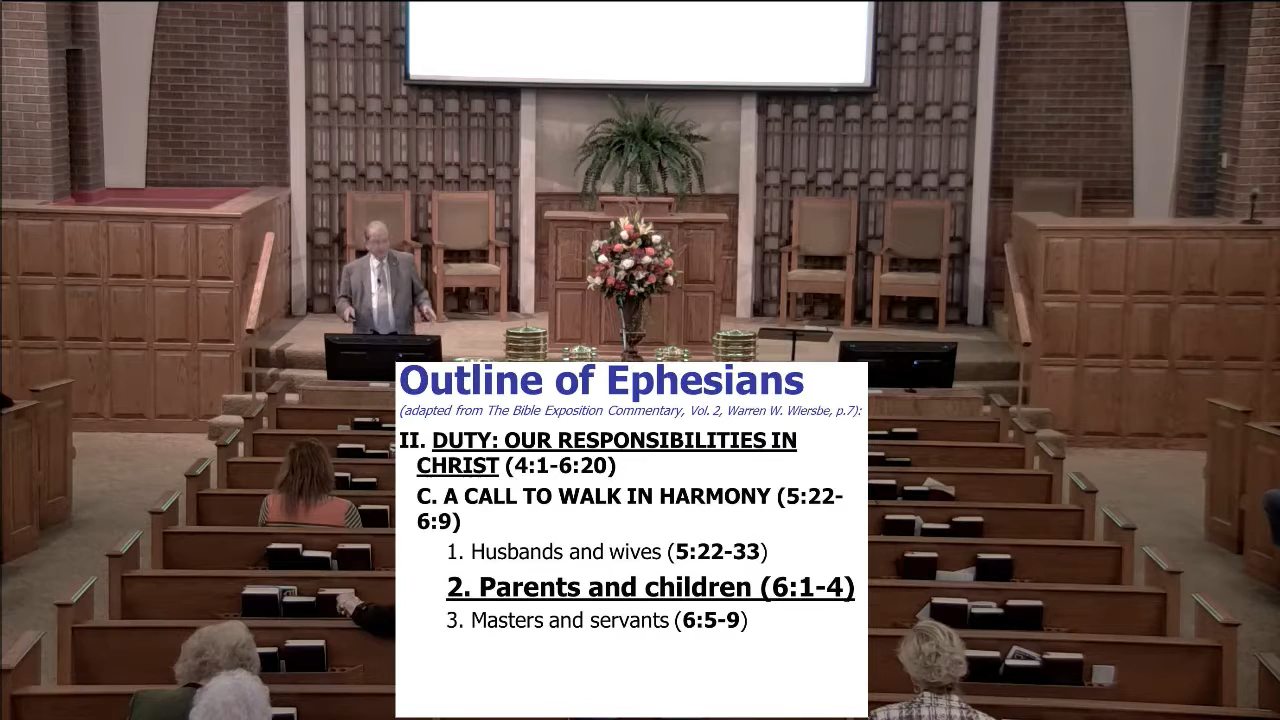 Outline of Ephesians
(adapted from The Bible Exposition Commentary, Vol. 2, Warren W. Wiersbe, p.7):
II. DUTY: OUR RESPONSIBILITIES IN
CHRIST (4:1-6:20)
C. A CALL TO WALK IN HARMONY (5:22-
6:9)
1. Husbands and wives (5:22-33)
2. Parents and children (6:1-4)
3. Masters and servants (6:5-9)